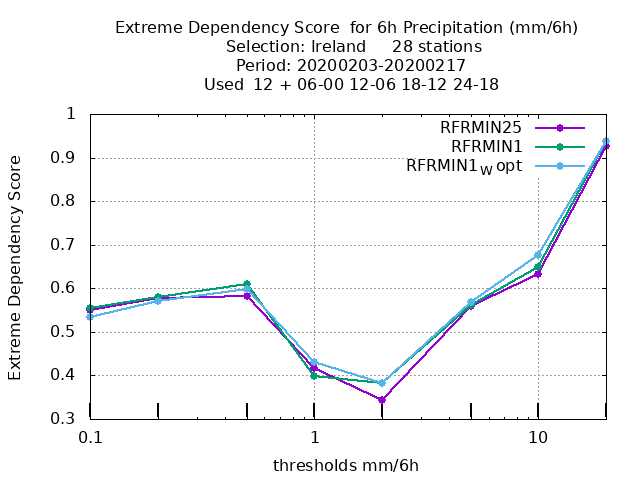 Extreme Dependency Score  for 6h Precipitation (mm/6h)
Selection: Ireland     28 stations
Period: 20200203-20200217
Used  12 + 06-00 12-06 18-12 24-18
RFRMIN25
RFRMIN1
RFRMIN1W opt
Extreme Dependency Score
1
0.9
0.8
0.7
0.6
0.5
0.4
0.3
0.1 1 10
thresholds mm/6h